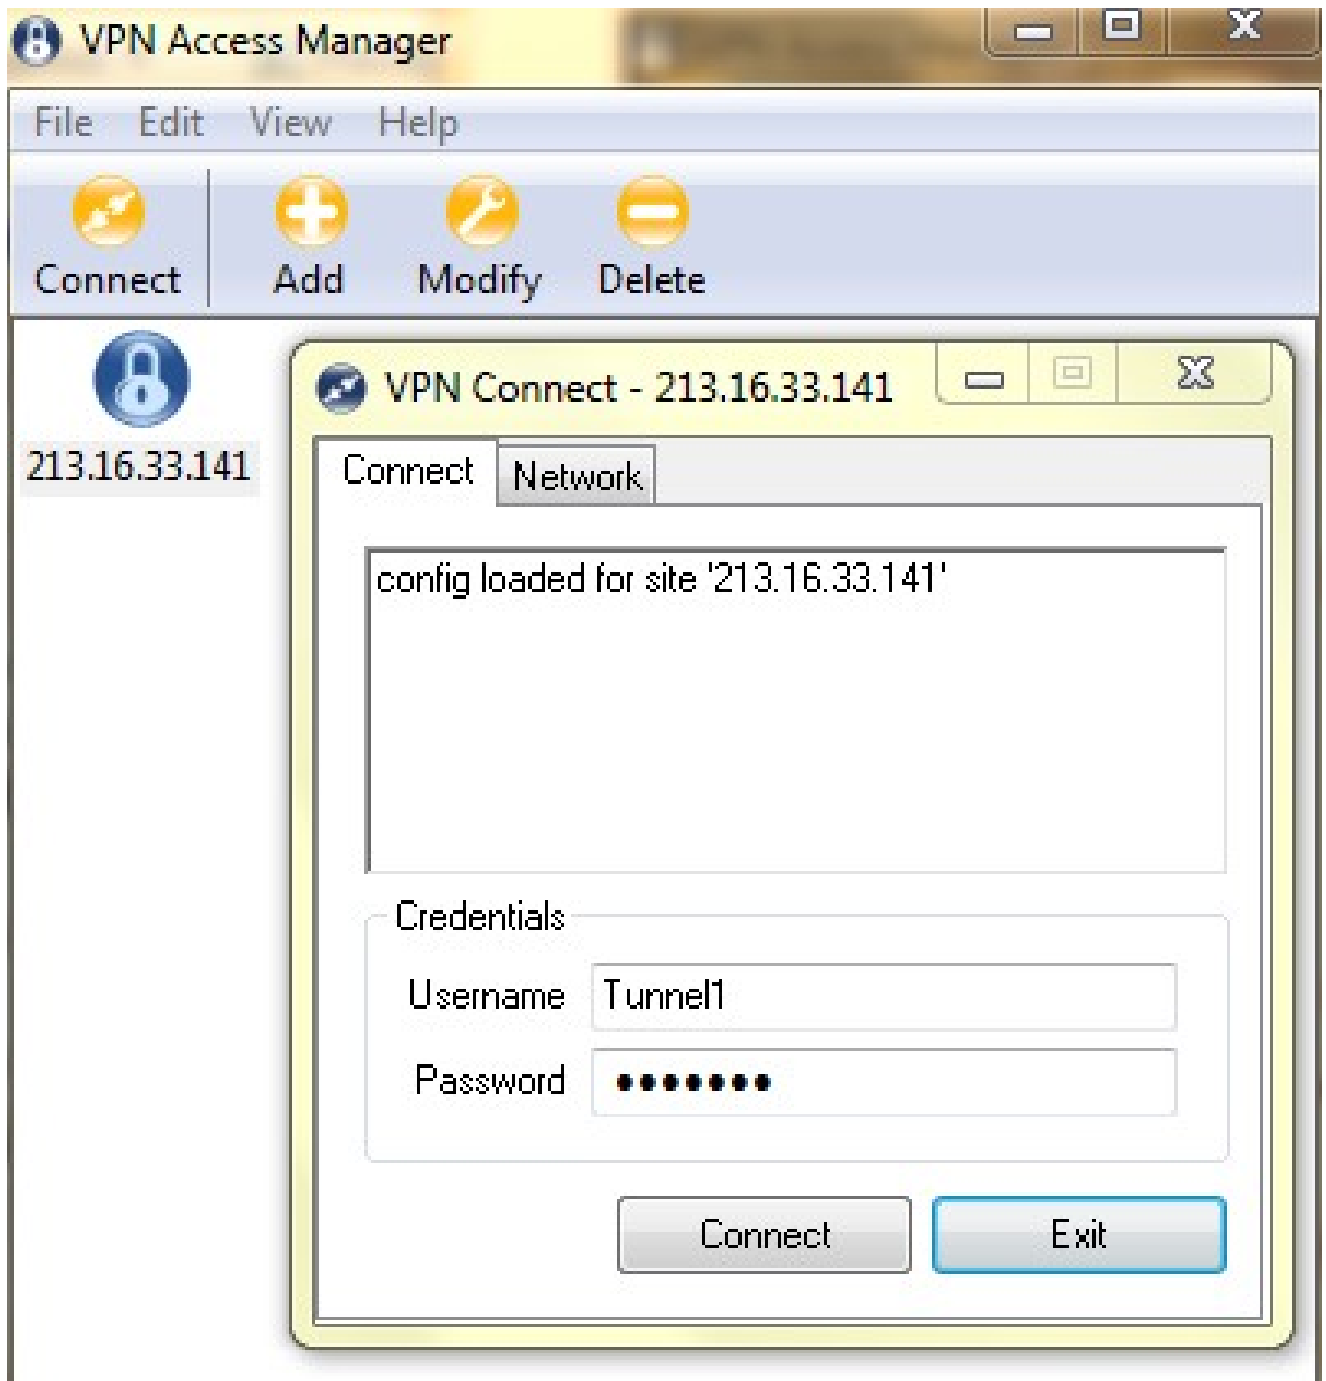 VPN Access Manager
File Edit View Help
Connect Add Modify Delete
213.16.33.141
VPN Connect - 213.16.33.141
Connect Network
config loaded for site '213.16.33.141'
Credentials
Username Tunnel1
Password •••••••
Connect Exit